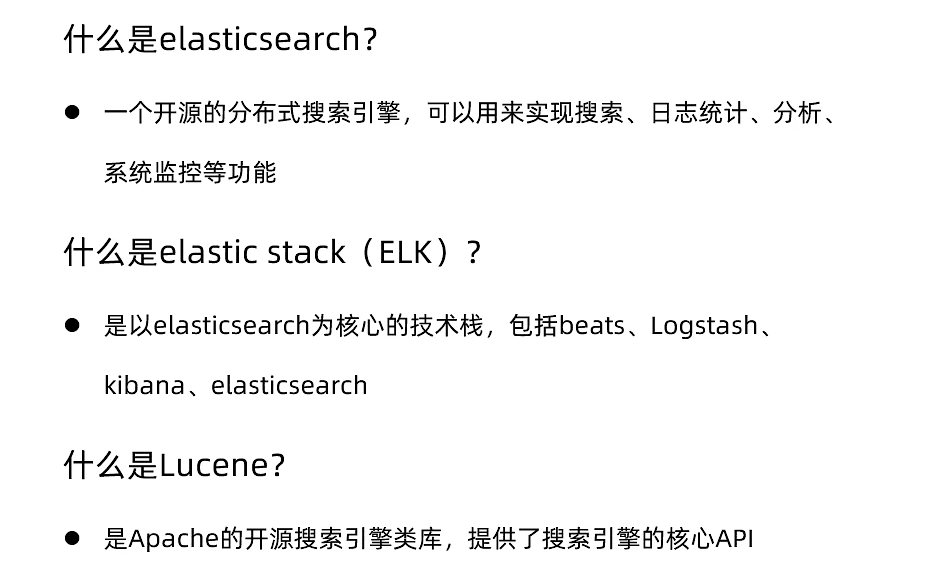 什么是elasticsearch？
● 一个开源的分布式搜索引擎，可以用来实现搜索、日志统计、分析、
系统监控等功能
什么是elastic stack（ELK）？
● 是以elasticsearch为核心的技术栈，包括beats、Logstash、
kibana、elasticsearch
什么是Lucene？
● 是Apache的开源搜索引擎类库，提供了搜索引擎的核心API